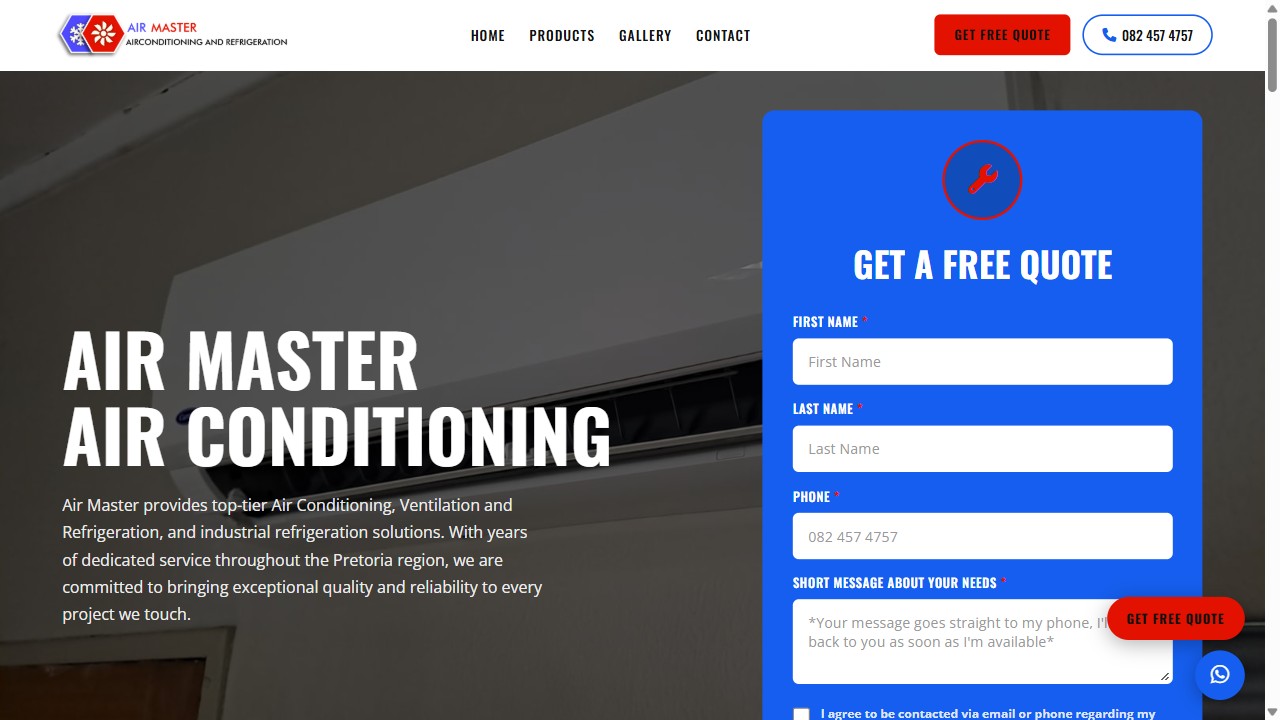 AIR MASTER
AIRCONDITIONING AND REFRIGERATION
HOME PRODUCTS GALLERY CONTACT
GET FREE QUOTE
082 457 4757
AIR MASTER
AIR CONDITIONING
Air Master provides top-tier Air Conditioning, Ventilation and
Refrigeration, and industrial refrigeration solutions. With years
of dedicated service throughout the Pretoria region, we are
committed to bringing exceptional quality and reliability to every
project we touch.
GET A FREE QUOTE
FIRST NAME *
First Name
LAST NAME *
Last Name
PHONE *
082 457 4757
SHORT MESSAGE ABOUT YOUR NEEDS *
*Your message goes straight to my phone,
back to you as soon as I'm available*
GET FREE QUOTE
I agree to be contacted via email or phone regarding my